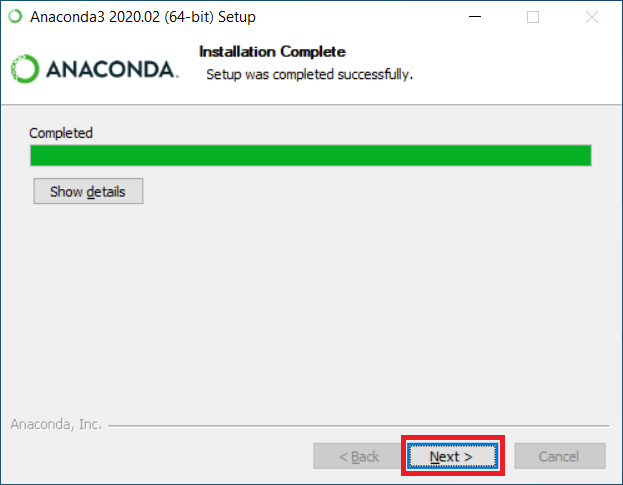 Anaconda3 2020.02 (64-bit) Setup
ANACONDA.
Installation Complete
Setup was completed successfully.
Completed
Show details
Anaconda, Inc.
< Back
Next >
Cancel